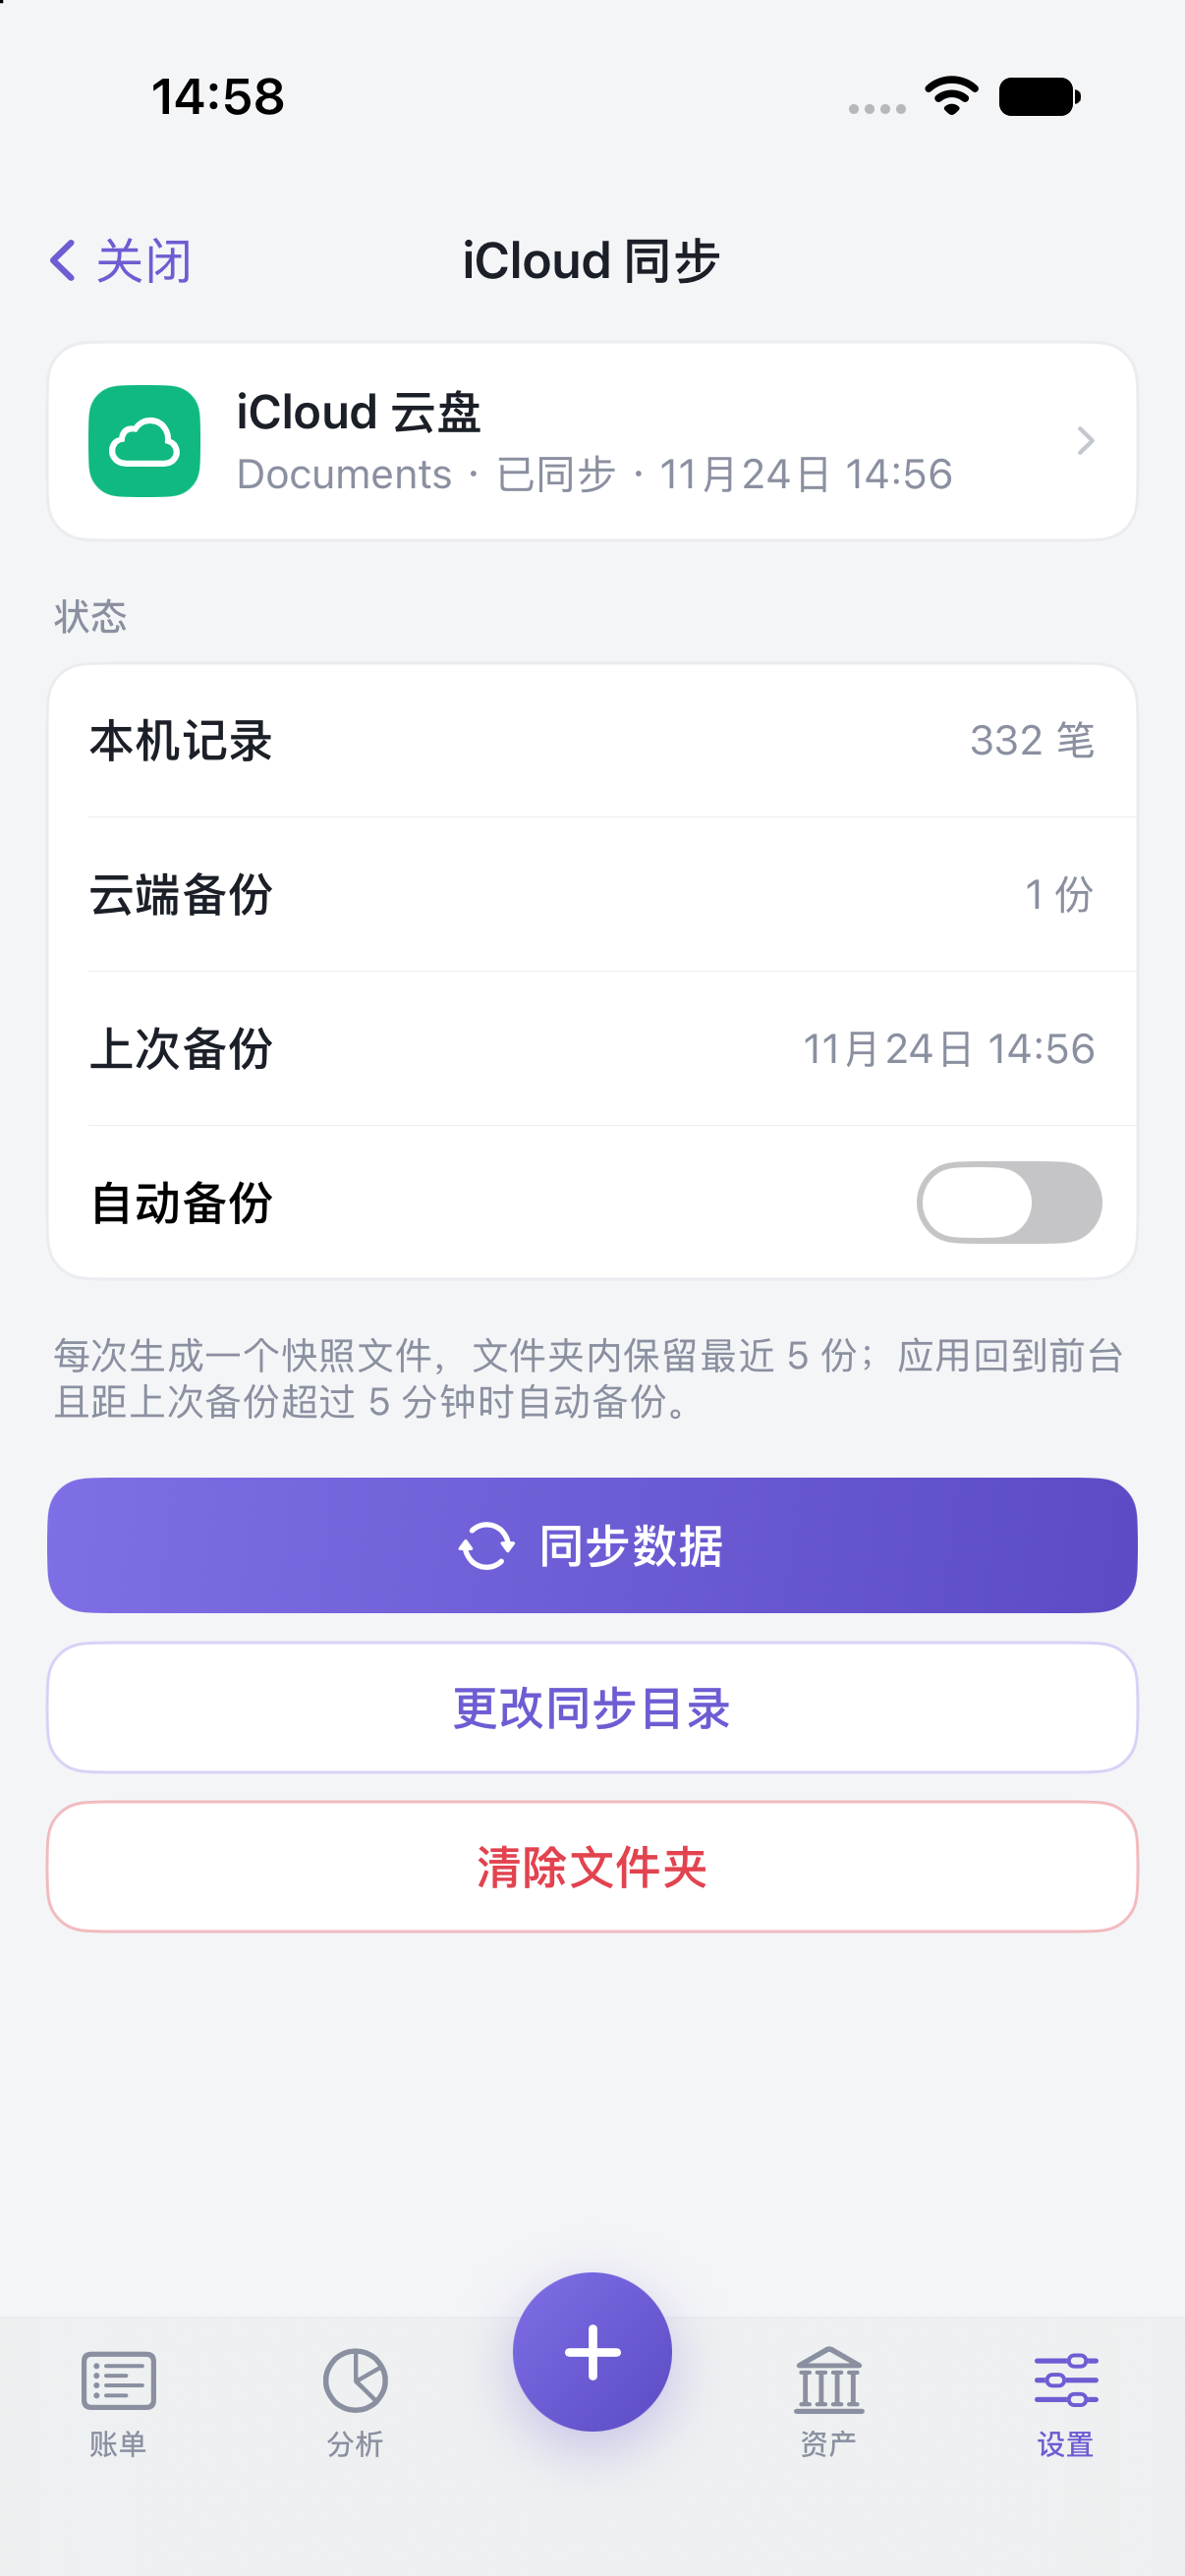 14:58
关闭
iCloud 同步
iCloud 云盘
Documents · 已同步 · 11月24日 14:56
状态
本机记录
332 笔
云端备份
1 份
上次备份
11月24日 14:56
自动备份
每次生成一个快照文件，文件夹内保留最近 5 份；应用回到前台
且距上次备份超过 5 分钟时自动备份。
同步数据
更改同步目录
清除文件夹
账单
分析
资产
设置